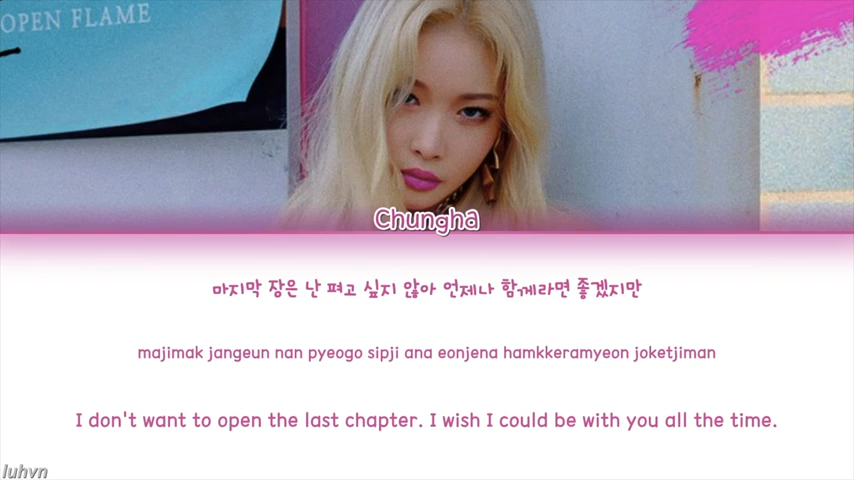 OPEN FLAME
Chungha
마지막 장은 난 펴고 싶지 않아 언제나 함께라면 좋겠지만
majimak jangeun nan pyeogo sipji ana eonjena hamkkeramyeon joketjiman
I don't want to open the last chapter. I wish I could be with you all the time.
luhvn